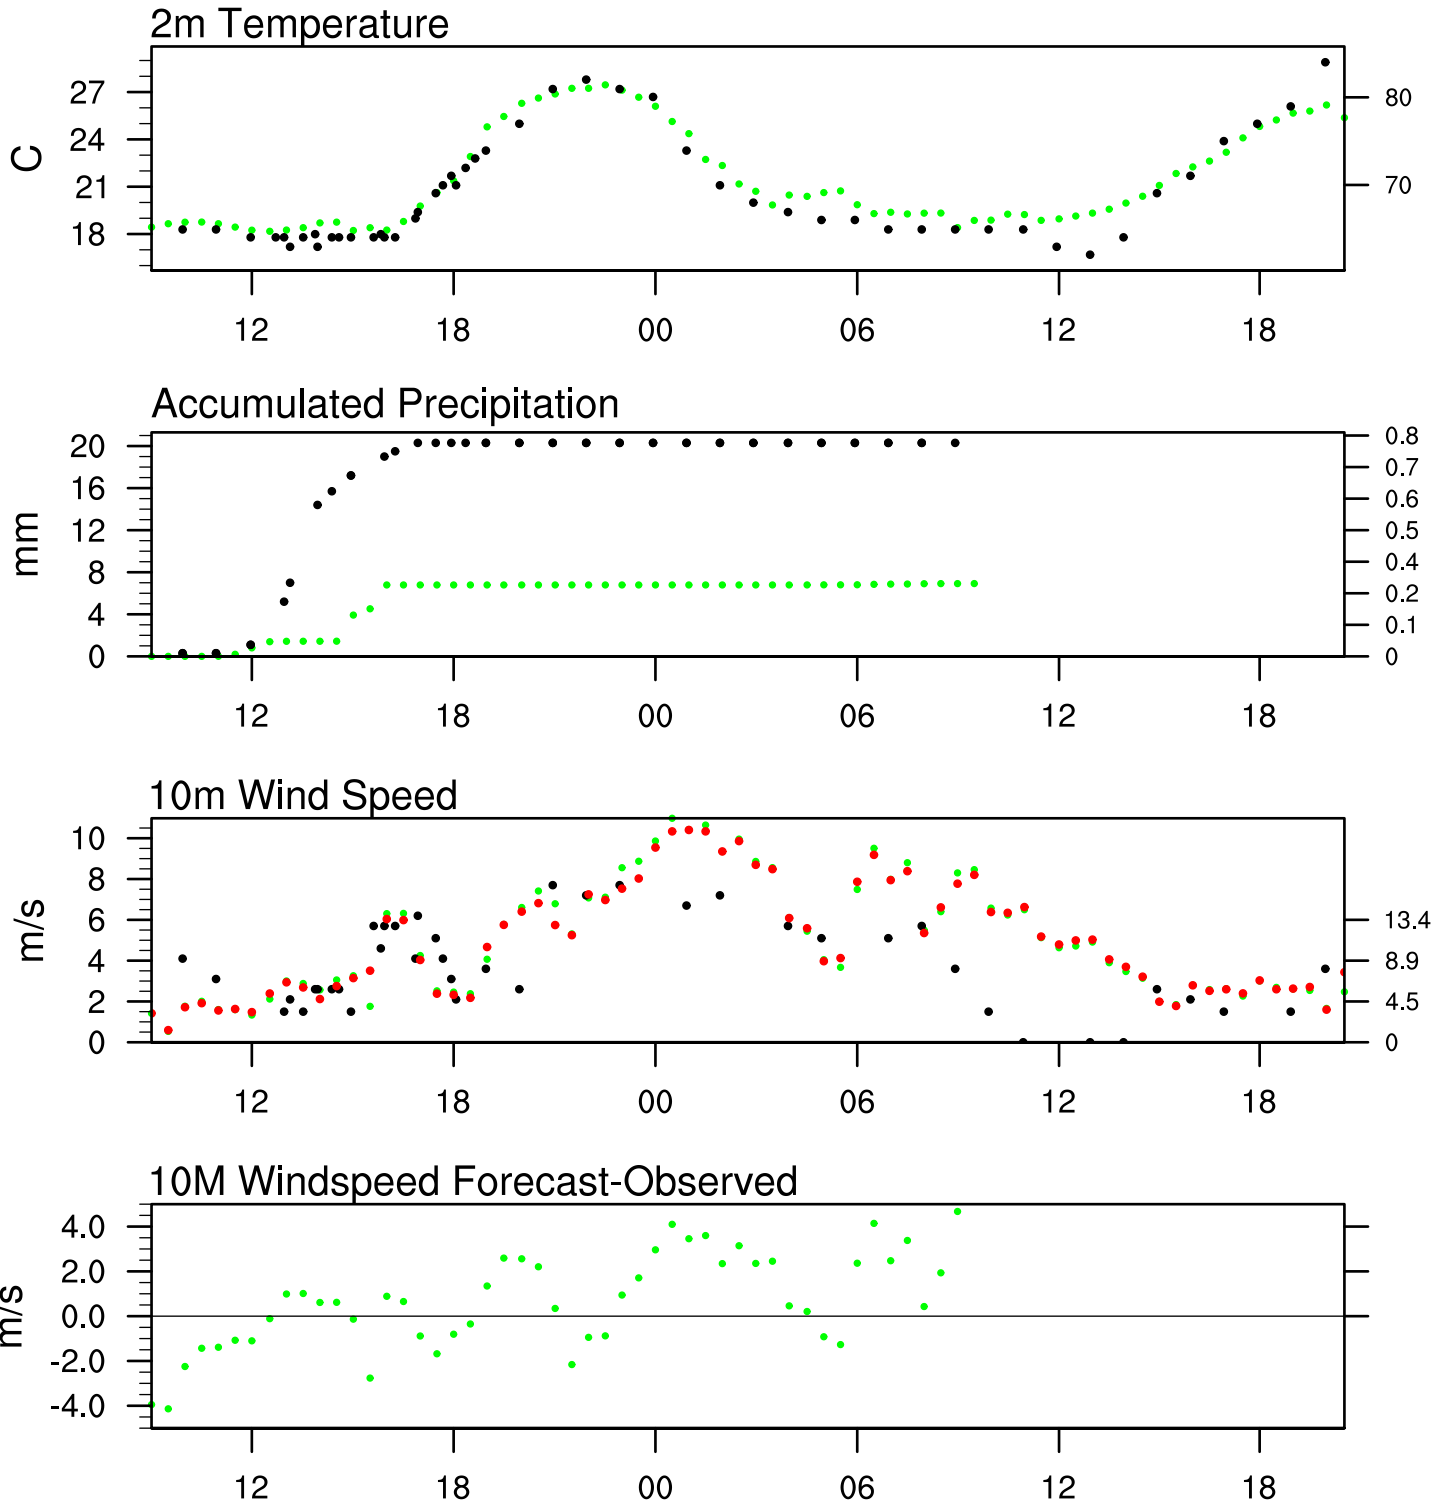 2m Temperature
27
24
21
18
C
80
70
12 18 00 06 12 18
Accumulated Precipitation
20
16
12
8
4
0
mm
0.8
0.7
0.6
0.5
0.4
0.2
0.1
0
12 18 00 06 12 18
10m Wind Speed
10
8
6
4
2
0
m/s
13.4
8.9
4.5
0
12 18 00 06 12 18
10M Windspeed Forecast-Observed
4.0
2.0
0.0
-2.0
-4.0
m/s
12 18 00 06 12 18